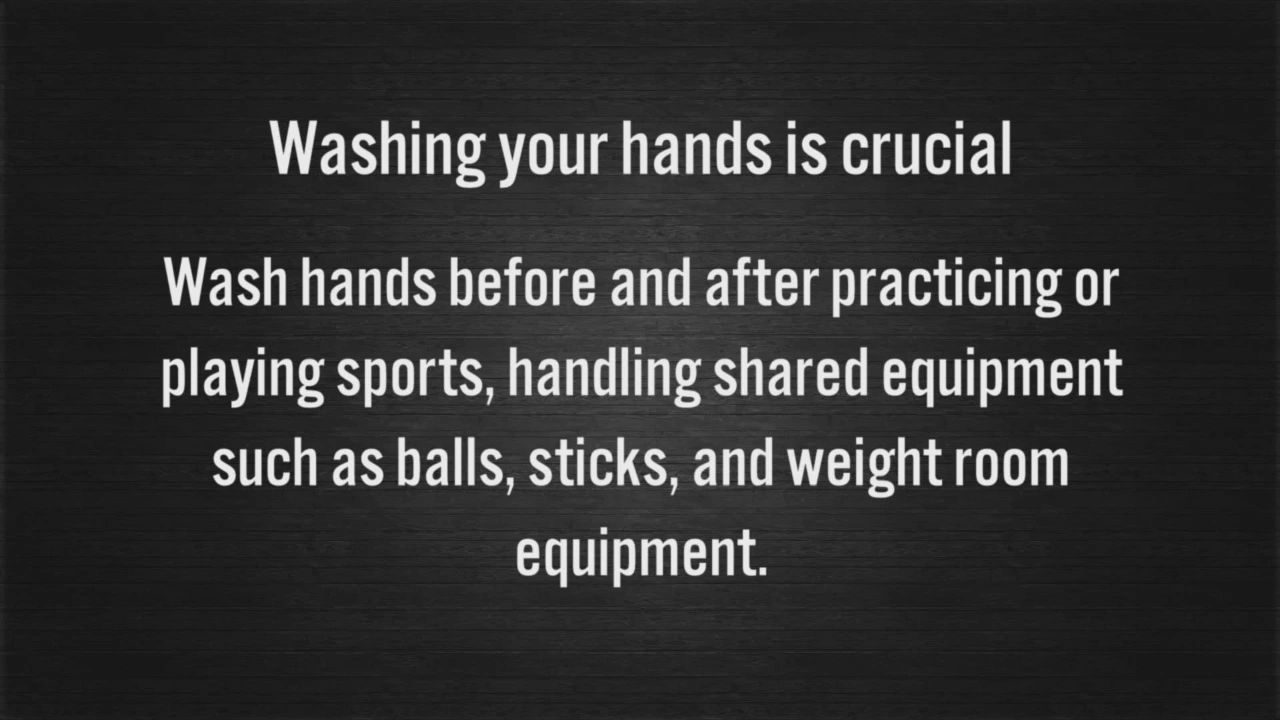 Washing your hands is crucial
Wash hands before and after practicing or
playing sports, handling shared equipment
such as balls, sticks, and weight room
equipment.